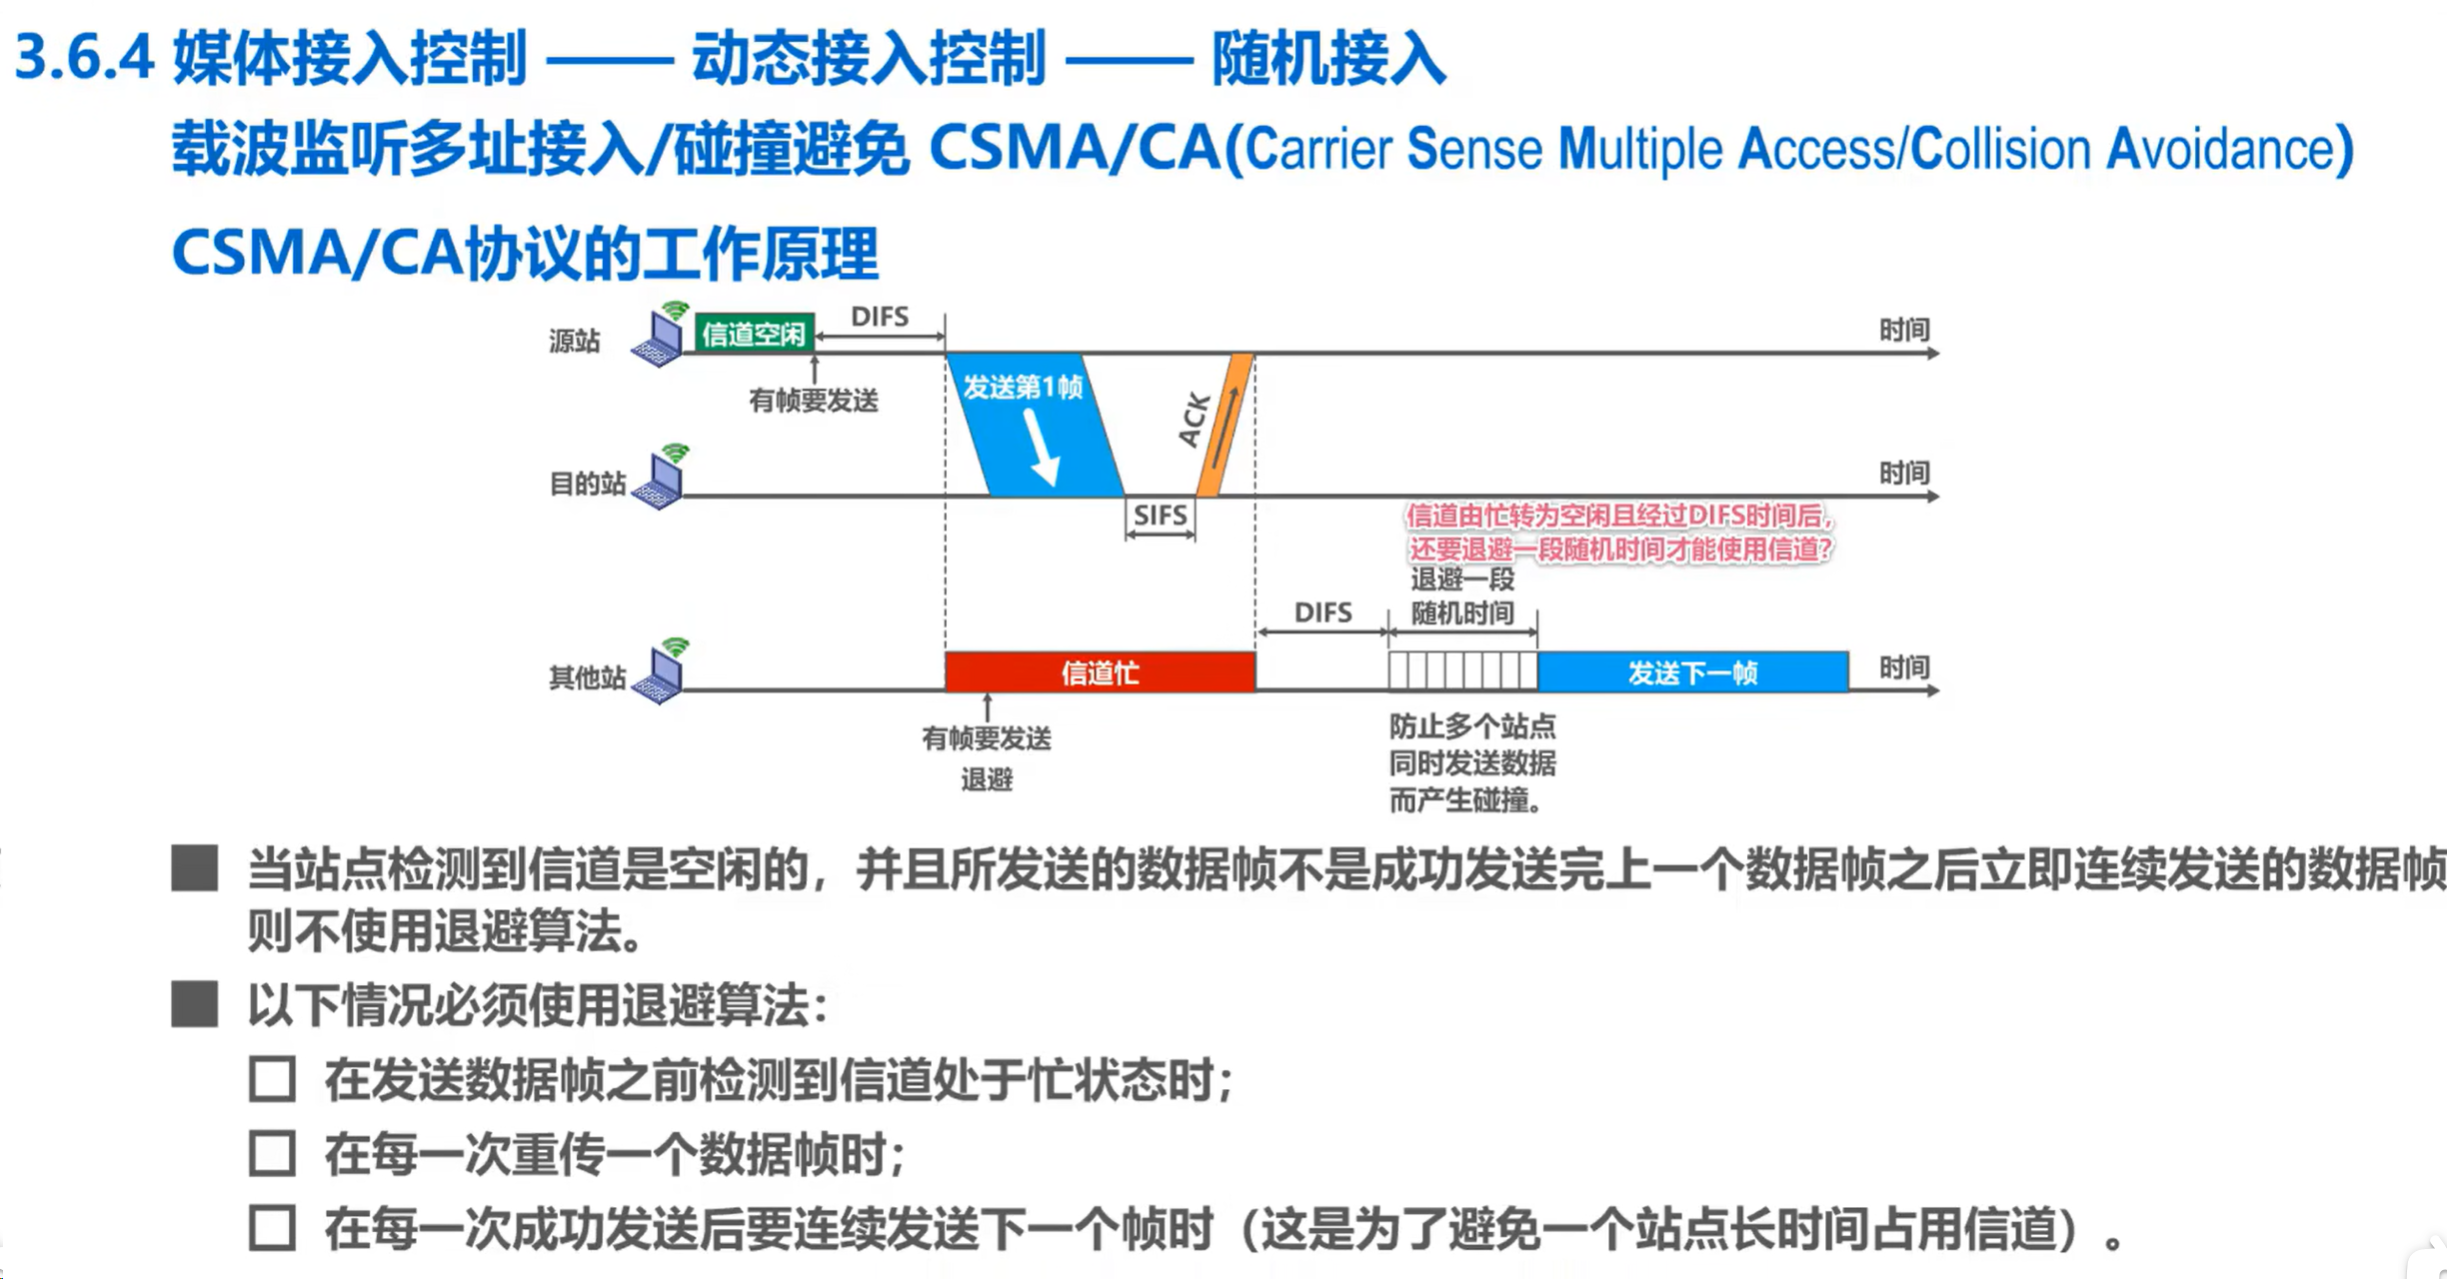 3.6.4 媒体接入控制 —— 动态接入控制 —— 随机接入
载波监听多址接入/碰撞避免 CSMA/CA(Carrier Sense Multiple Access/Collision Avoidance)
CSMA/CA协议的工作原理
源站
信道空闲
DIFS
时间
有帧要发送
发送第1帧
ACK
目的站
时间
SIFS
信道由忙转为空闲且经过DIFS时间后，
还要退避一段随机时间才能使用信道？
退避一段
随机时间
DIFS
其他站
信道忙
发送下一帧
时间
有帧要发送
退避
防止多个站点
同时发送数据
而产生碰撞。
■ 当站点检测到信道是空闲的，并且所发送的数据帧不是成功发送完上一个数据帧之后立即连续发送的数据帧
则不使用退避算法。
■ 以下情况必须使用退避算法：
□ 在发送数据帧之前检测到信道处于忙状态时；
□ 在每一次重传一个数据帧时；
□ 在每一次成功发送后要连续发送下一个帧时（这是为了避免一个站点长时间占用信道）。